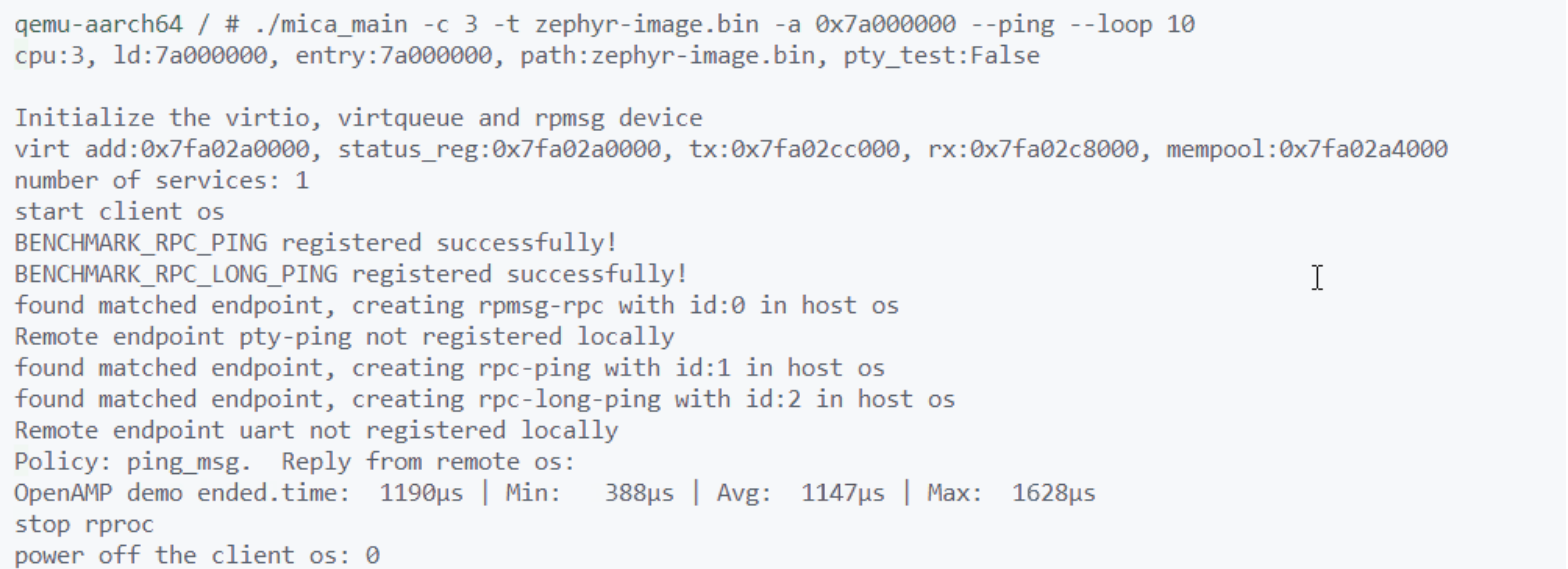 qemu-aarch64 / # ./mica_main -c 3 -t zephyr-image.bin -a 0x7a000000 --ping --loop 10
cpu:3, ld:7a000000, entry:7a000000, path:zephyr-image.bin, pty_test:False
Initialize the virtio, virtqueue and rpmsg device
virt add:0x7fa02a0000, status_reg:0x7fa02a0000, tx:0x7fa02cc000, rx:0x7fa02c8000, mempool:0x7fa02a4000
number of services: 1
start client os
BENCHMARK_RPC_PING registered successfully!
BENCHMARK_RPC_LONG_PING registered successfully!
found matched endpoint, creating rpmsg-rpc with id:0 in host os
Remote endpoint pty-ping not registered locally
found matched endpoint, creating rpc-ping with id:1 in host os
found matched endpoint, creating rpc-long-ping with id:2 in host os
Remote endpoint uart not registered locally
Policy: ping_msg.  Reply from remote os:
OpenAMP demo ended.time:  1190μs | Min:   388μs | Avg:  1147μs | Max:  1628μs
stop rproc
power off the client os: 0